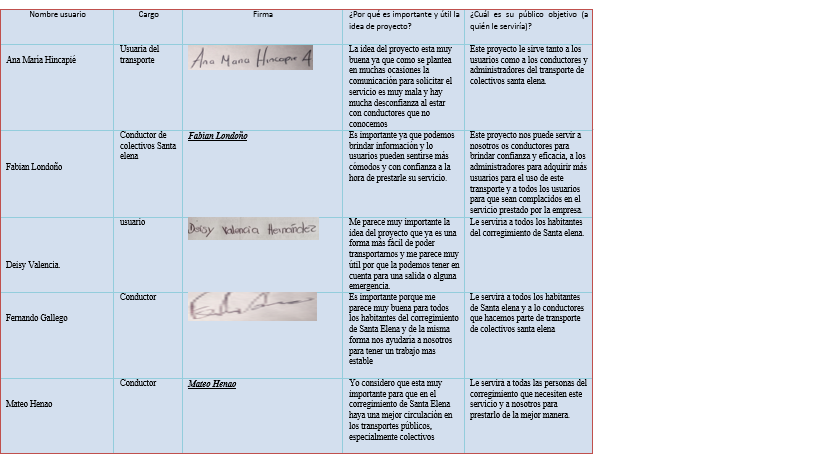 Nombre usuario
Cargo
Firma
¿Por qué es importante y útil la
idea de proyecto?
¿Cuál es su público objetivo (a
quién le serviría)?
Ana Maria Hincapié
Usuaria del
transporte
Ana Maria Hincapie 4
La idea del proyecto esta muy
buena ya que como se plantea
en muchas ocasiones la
comunicación para solicitar el
servicio es muy mala y hay
mucha desconfianza al estar
con conductores que no
conocemos
Este proyecto le sirve tanto a los
usuarios como a los conductores y
administradores del transporte de
colectivos santa elena.
Fabian Londoño
Conductor de
colectivos Santa
elena
Fabian Londoño
Es importante ya que podemos
brindar información y lo
usuarios pueden sentirse más
cómodos y con confianza a la
hora de prestarle su servicio.
Este proyecto nos puede servir a
nosotros os conductores para
brindar confianza y eficacia, a los
administradores para adquirir más
usuarios para el uso de este
transporte y a todos los usuarios
para que sean complacidos en el
servicio prestado por la empresa.
Deisy Valencia.
usuario
Deisy Valencia Hernández
Me parece muy importante la
idea del proyecto que ya es una
forma más fácil de poder
transportarnos y me parece muy
útil por que la podemos tener en
cuenta para una salida o alguna
emergencia.
Le serviría a todos los habitantes
del corregimiento de Santa elena.
Fernando Gallego
Conductor
Es importante porque me
parece muy buena para todos
los habitantes del corregimiento
de Santa Elena y de la misma
forma nos ayudaría a nosotros
para tener un trabajo mas
estable
Le servira a todos los habitantes
de Santa elena y a lo conductores
que hacemos parte de transporte
de colectivos santa elena
Mateo Henao
Conductor
Mateo Henao
Yo considero que esta muy
importante para que en el
corregimiento de Santa Elena
haya una mejor circulación en
los transportes públicos,
especialmente colectivos
Le servira a todas las personas del
corregimiento que necesiten este
servicio y a nosotros para
prestarlo de la mejor manera.